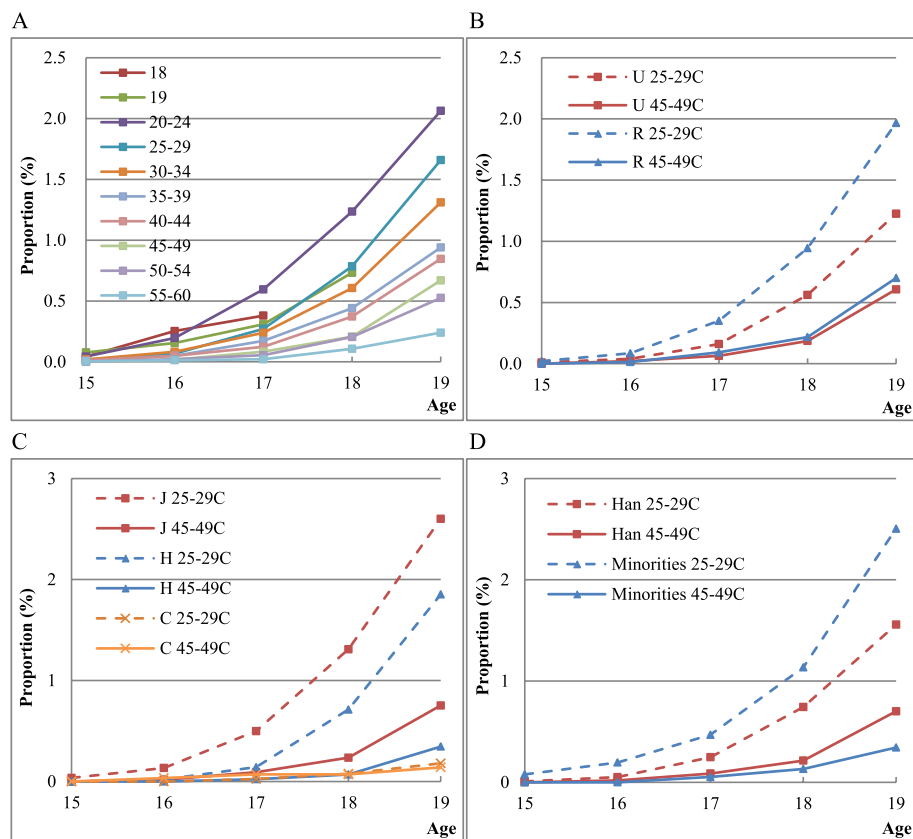 A
Proportion (%)
2.5
2.0
1.5
1.0
0.5
0.0
18
19
20-24
25-29
30-34
35-39
40-44
45-49
50-54
55-60
15 16 17 18 19
Age
B
Proportion (%)
2.5
2.0
1.5
1.0
0.5
0.0
U 25-29C
U 45-49C
R 25-29C
R 45-49C
15 16 17 18 19
Age
C
Proportion (%)
3
2
1
0
J 25-29C
J 45-49C
H 25-29C
H 45-49C
C 25-29C
C 45-49C
15 16 17 18 19
Age
D
Proportion (%)
3
2
1
0
Han 25-29C
Han 45-49C
Minorities 25-29C
Minorities 45-49C
15 16 17 18 19
Age